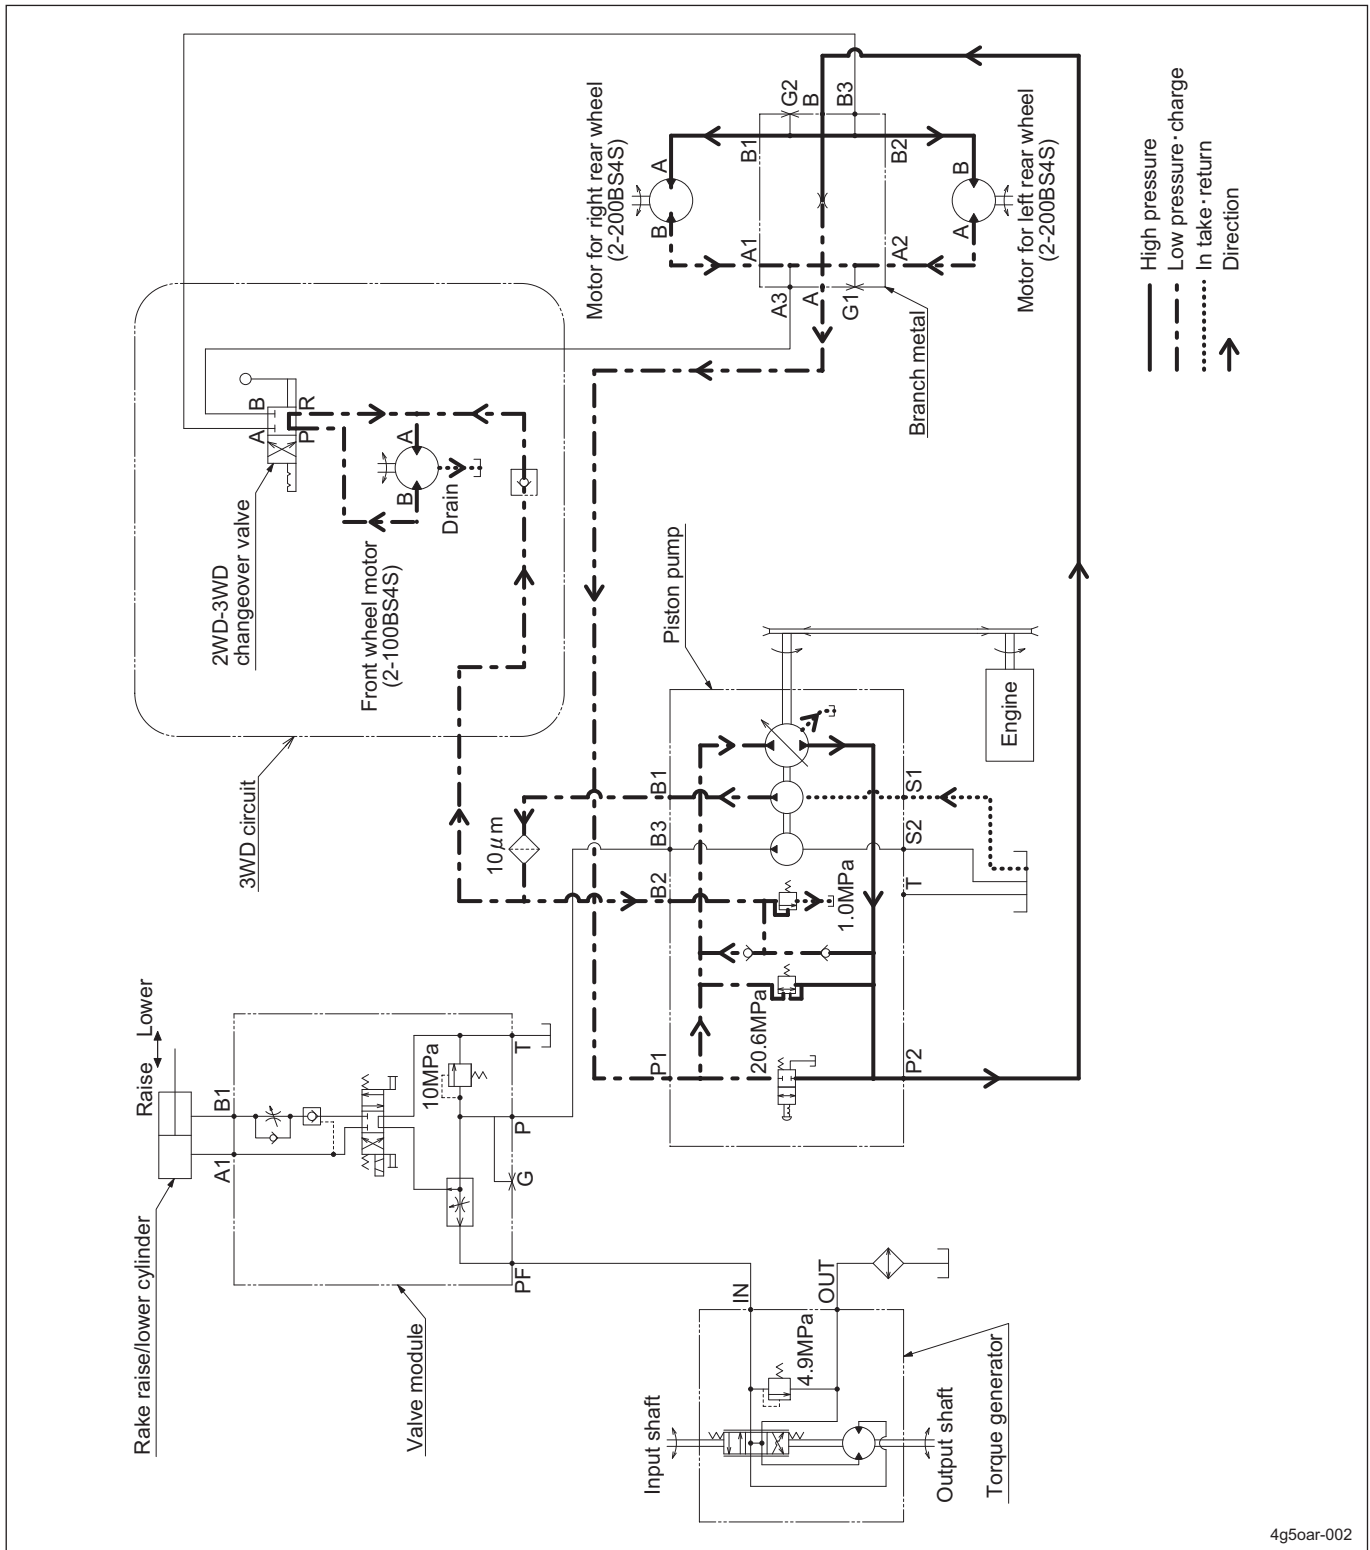 Rake raise/lower cylinder
Raise
Lower
A1
B1
Valve module
10MPa
PF
G
P
T
Input shaft
Output shaft
IN
OUT
4.9MPa
Torque generator
3WD circuit
2WD-3WD
changeover valve
A
B
P
R
Front wheel motor
(2-100BS4S)
B
A
Drain
10μm
Piston pump
P1
B2
B3
B1
20.6MPa
1.0MPa
P2
T
S2
S1
Engine
Motor for right rear wheel
(2-200BS4S)
B
A
A1
B1
A3
A
G1
G2
B
B3
A2
B2
Branch metal
A
B
Motor for left rear wheel
(2-200BS4S)
High pressure
Low pressure·charge
In take·return
Direction
4g5oar-002